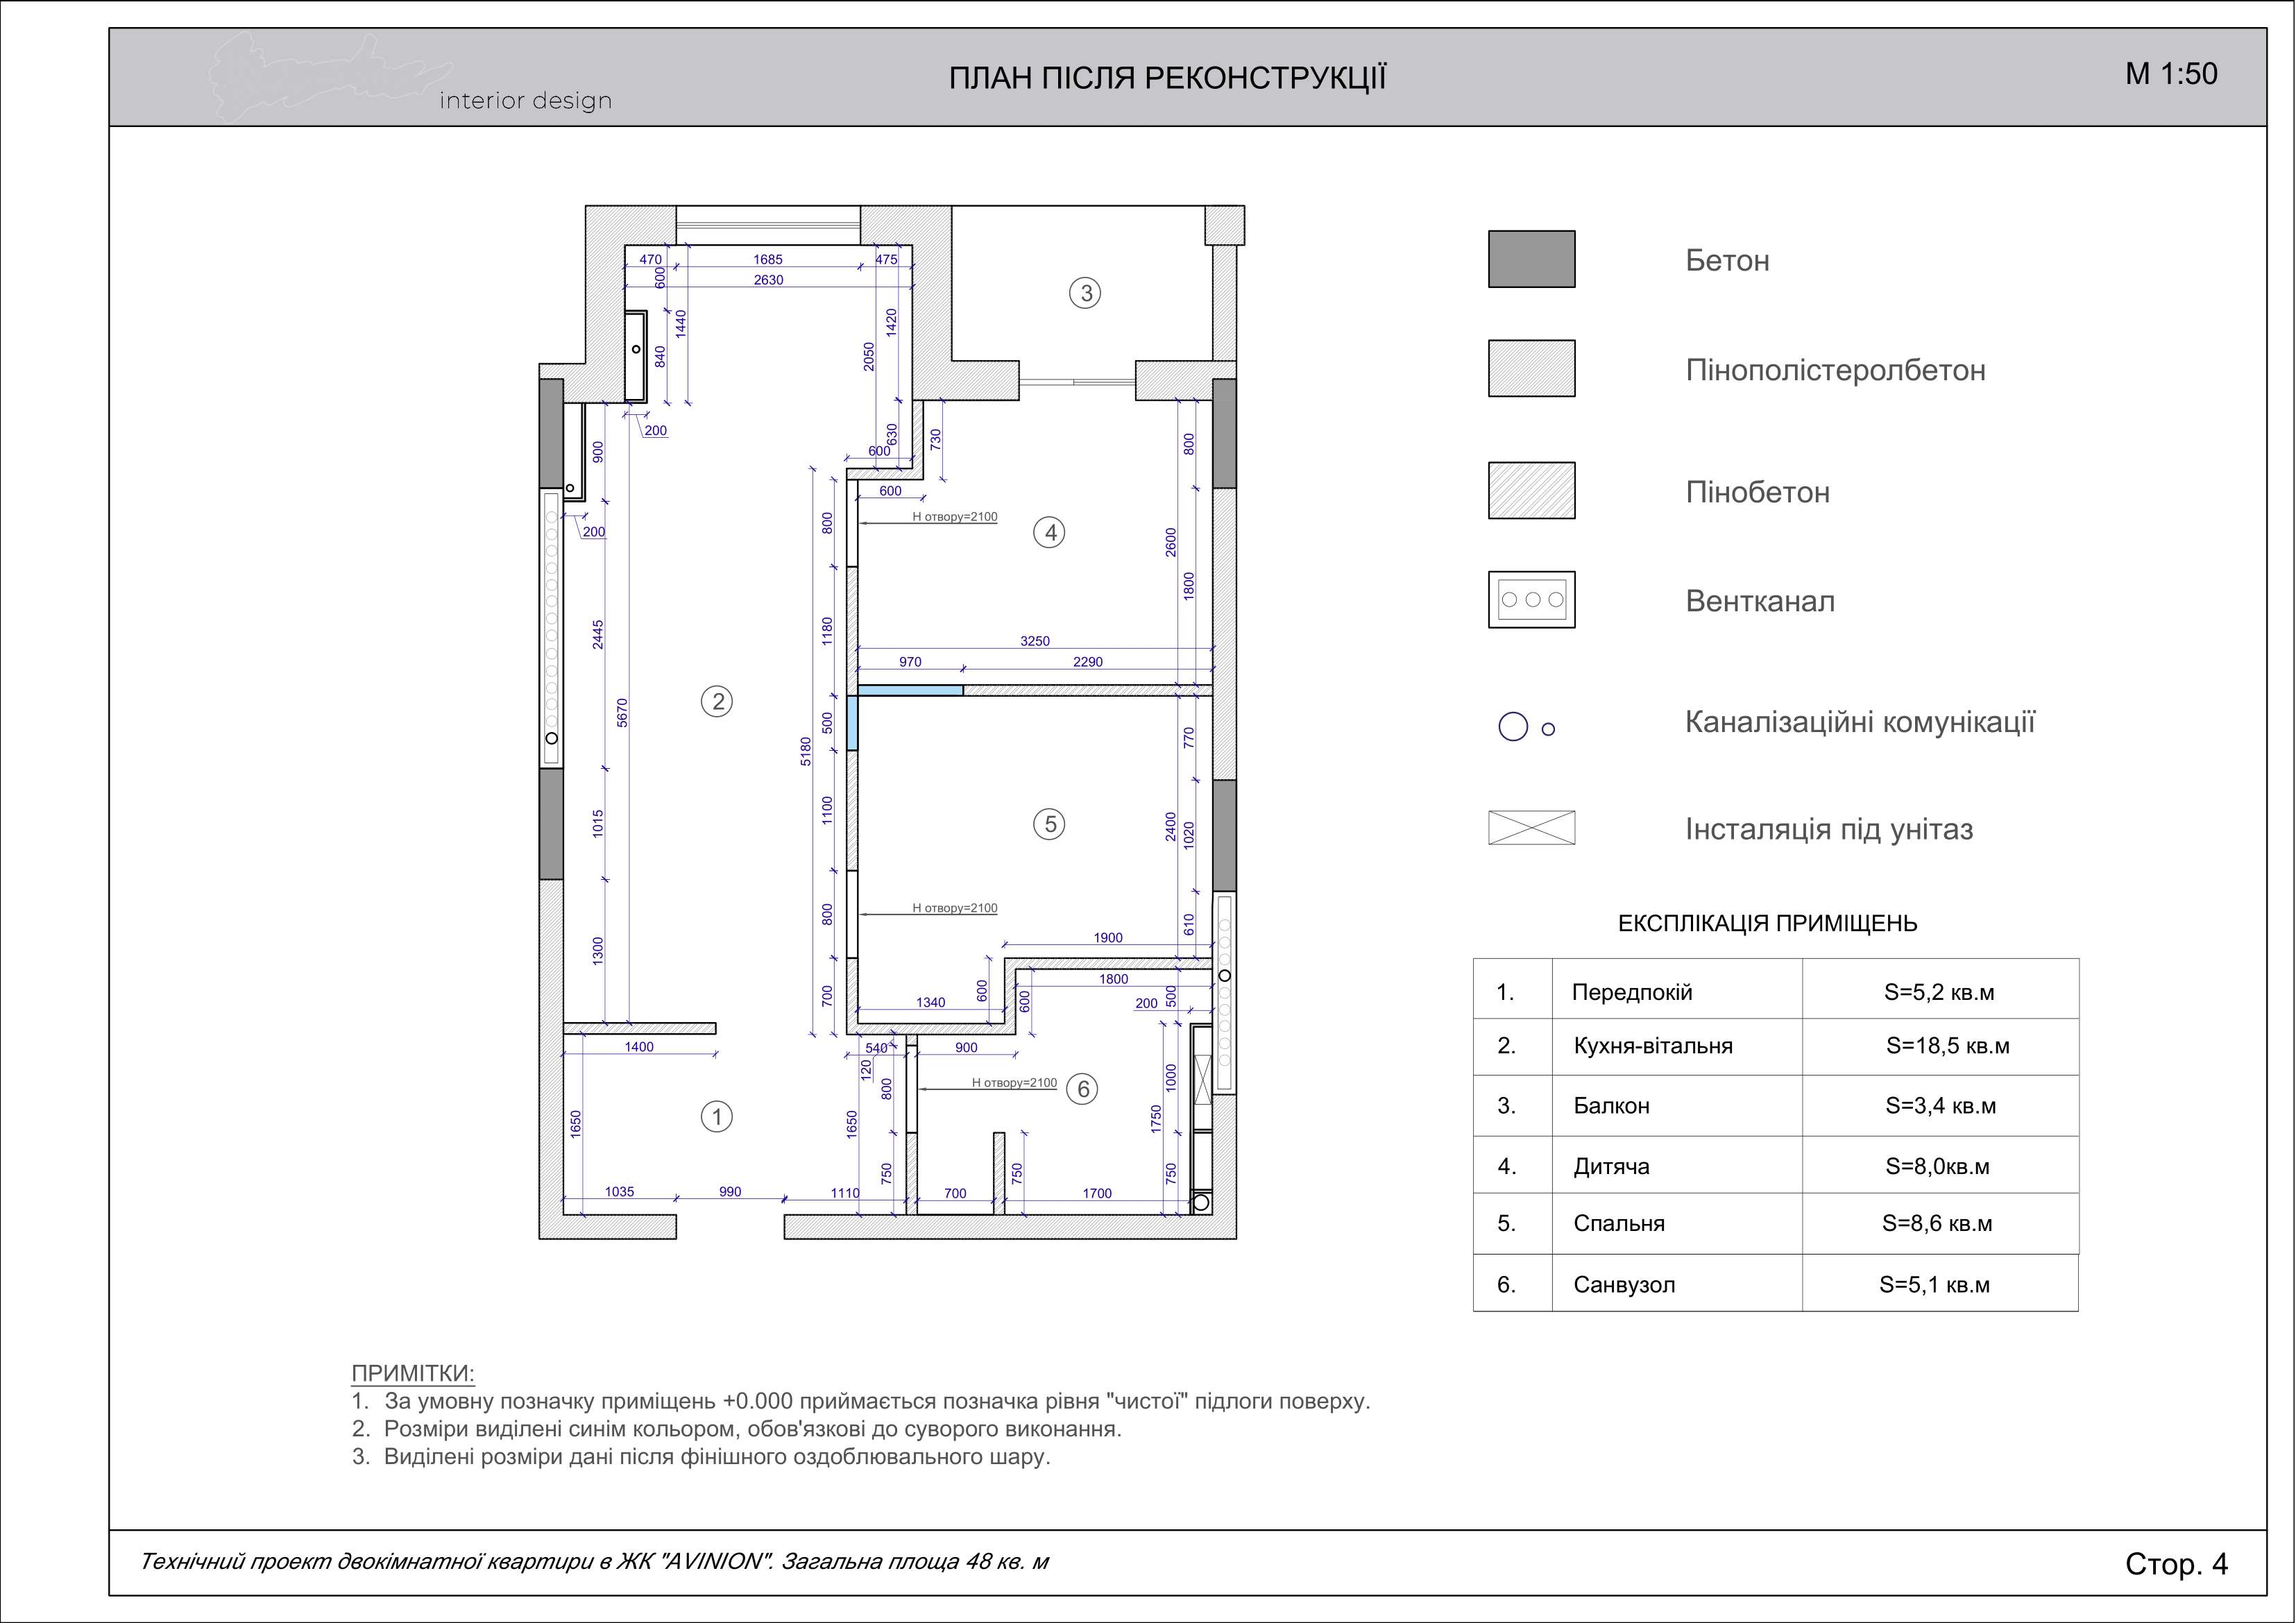 interior design
ПЛАН ПІСЛЯ РЕКОНСТРУКЦІЇ
М 1:50
470
1685
475
2630
600
1440
840
1420
2050
630
600
730
200
900
200
600
800
Н отвору=2100
800
2600
1800
1180
2445
5670
3250
970
2290
500
5180
770
1100
2400
1020
1015
800
Н отвору=2100
610
1300
1900
700
1340
600
600
1800
200
500
1400
540
900
120
800
Н отвору=2100
1000
1650
1650
1750
750
750
750
1035
990
1110
700
1700
1
2
3
4
5
6
Бетон
Пінополістеролбетон
Пінобетон
Вентканал
Каналізаційні комунікації
Інсталяція під унітаз
ЕКСПЛІКАЦІЯ ПРИМІЩЕНЬ
1. Передпокій S=5,2 кв.м
2. Кухня-вітальня S=18,5 кв.м
3. Балкон S=3,4 кв.м
4. Дитяча S=8,0кв.м
5. Спальня S=8,6 кв.м
6. Санвузол S=5,1 кв.м
ПРИМІТКИ:
1. За умовну позначку приміщень +0.000 приймається позначка рівня "чистої" підлоги поверху.
2. Розміри виділені синім кольором, обов'язкові до суворого виконання.
3. Виділені розміри дані після фінішного оздоблювального шару.
Технічний проект двокімнатної квартири в ЖК "AVINION". Загальна площа 48 кв. м
Стор. 4